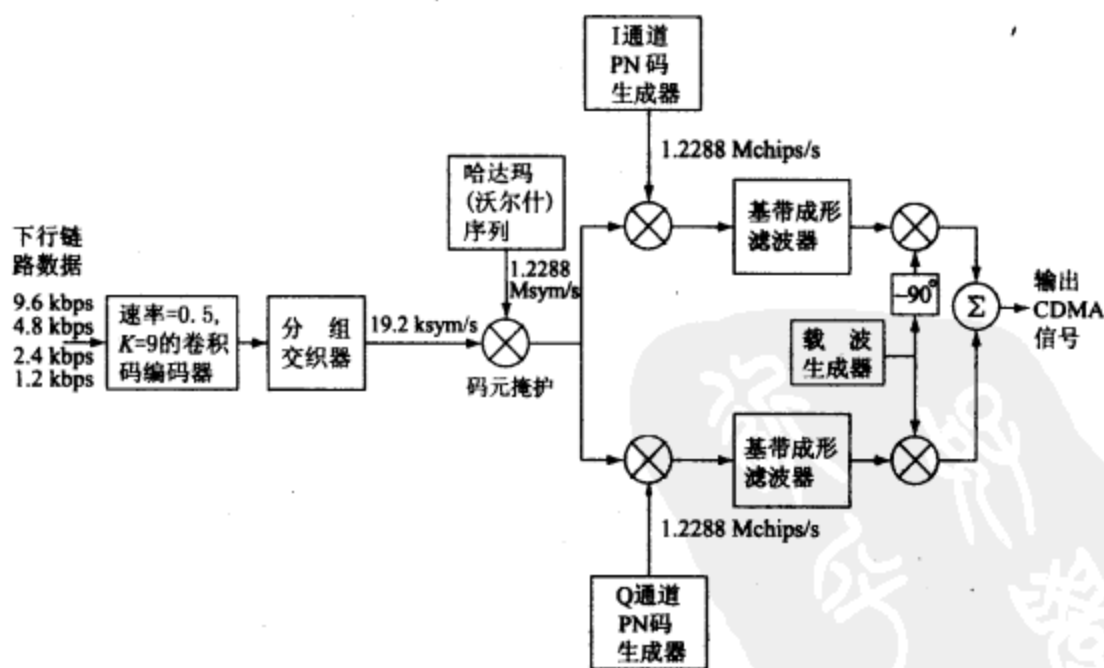 I通道
PN 码
生成器
1.2288 Mchips/s
哈达玛
(沃尔什)
序列
1.2288
Msym/s
基带成形
滤波器
下行链
路数据
9.6 kbps
4.8 kbps
2.4 kbps
1.2 kbps
速率=0.5,
K=9的卷积
码编码器
分 组
交织器
19.2 ksym/s
码元掩护
−90°
载 波
生成器
Σ
输出
CDMA
信号
基带成形
滤波器
1.2288 Mchips/s
Q通道
PN码
生成器